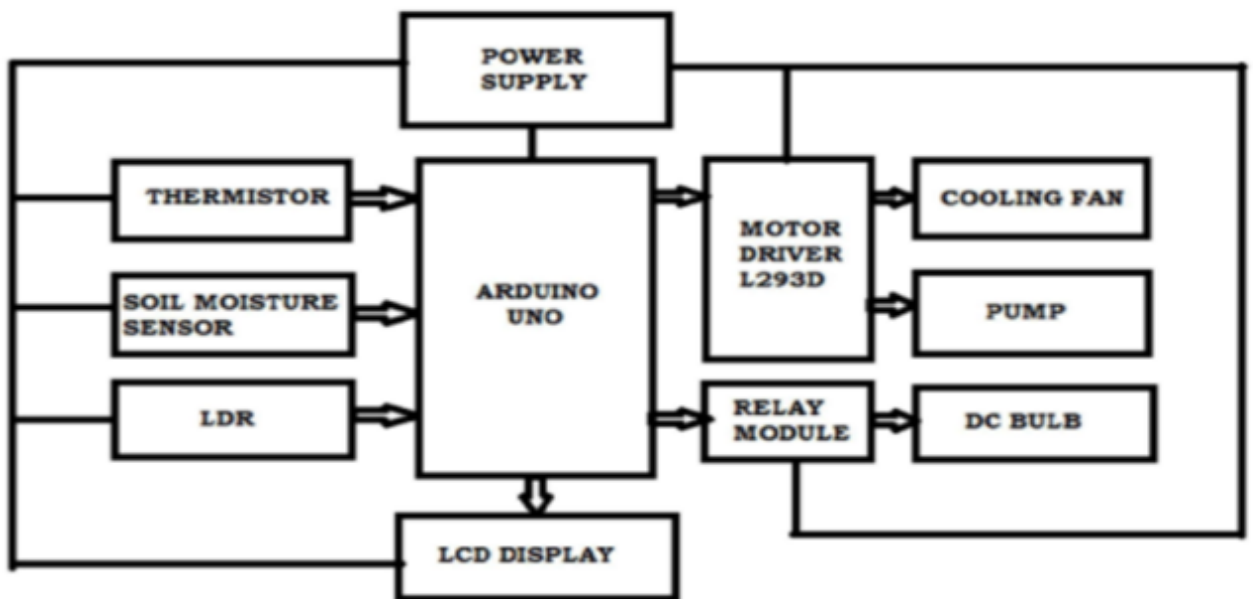 POWER
SUPPLY
THERMISTOR
SOIL MOISTURE
SENSOR
LDR
ARDUINO
UNO
MOTOR
DRIVER
L293D
RELAY
MODULE
COOLING FAN
PUMP
DC BULB
LCD DISPLAY